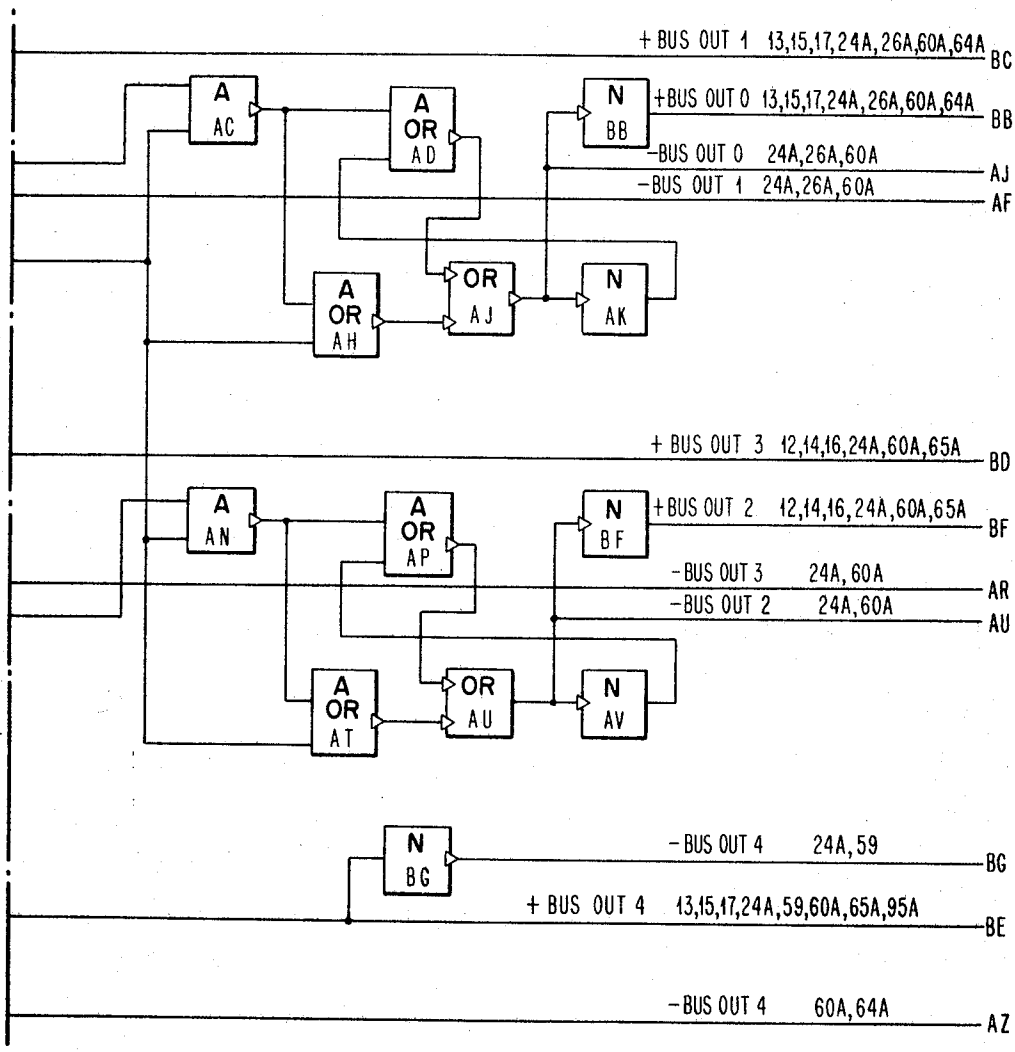 + BUS OUT 1 13,15,17,24A,26A,60A,64A BC
A
AC
A
OR
AD
N
BB
+BUS OUT 0 13,15,17,24A,26A,60A,64A BB
-BUS OUT 0 24A,26A,60A AJ
-BUS OUT 1 24A,26A,60A AF
A
OR
AH
OR
AJ
N
AK
+ BUS OUT 3 12,14,16,24A,60A,65A BD
A
AN
A
OR
AP
N
BF
+BUS OUT 2 12,14,16,24A,60A,65A BF
-BUS OUT 3 24A,60A AR
-BUS OUT 2 24A,60A AU
A
OR
AT
OR
AU
N
AV
N
BG
-BUS OUT 4 24A,59 BG
+ BUS OUT 4 13,15,17,24A,59,60A,65A,95A BE
-BUS OUT 4 60A,64A AZ